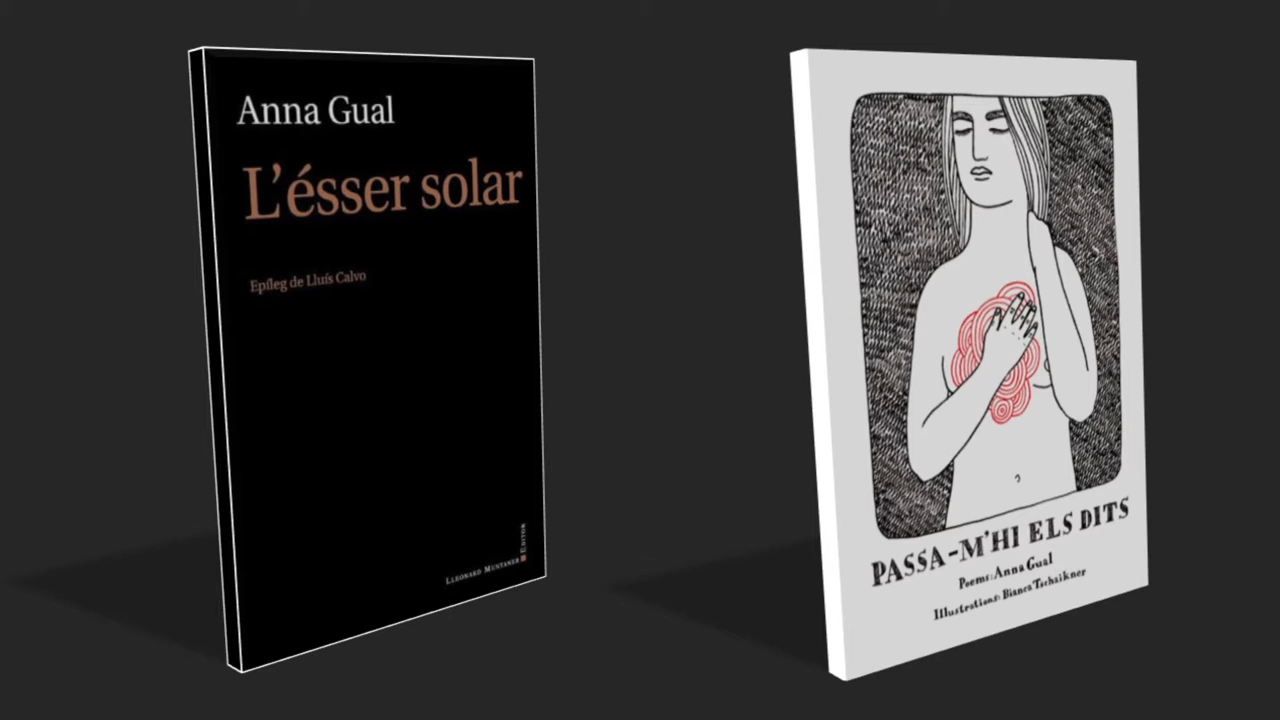 Anna Gual
L'ésser solar
Epíleg de Lluís Calvo
Lleonard Muntaner
Editor
PASSA-M'HI ELS DITS
Poems: Anna Gual
Illustrations: Bianca Tschaikner